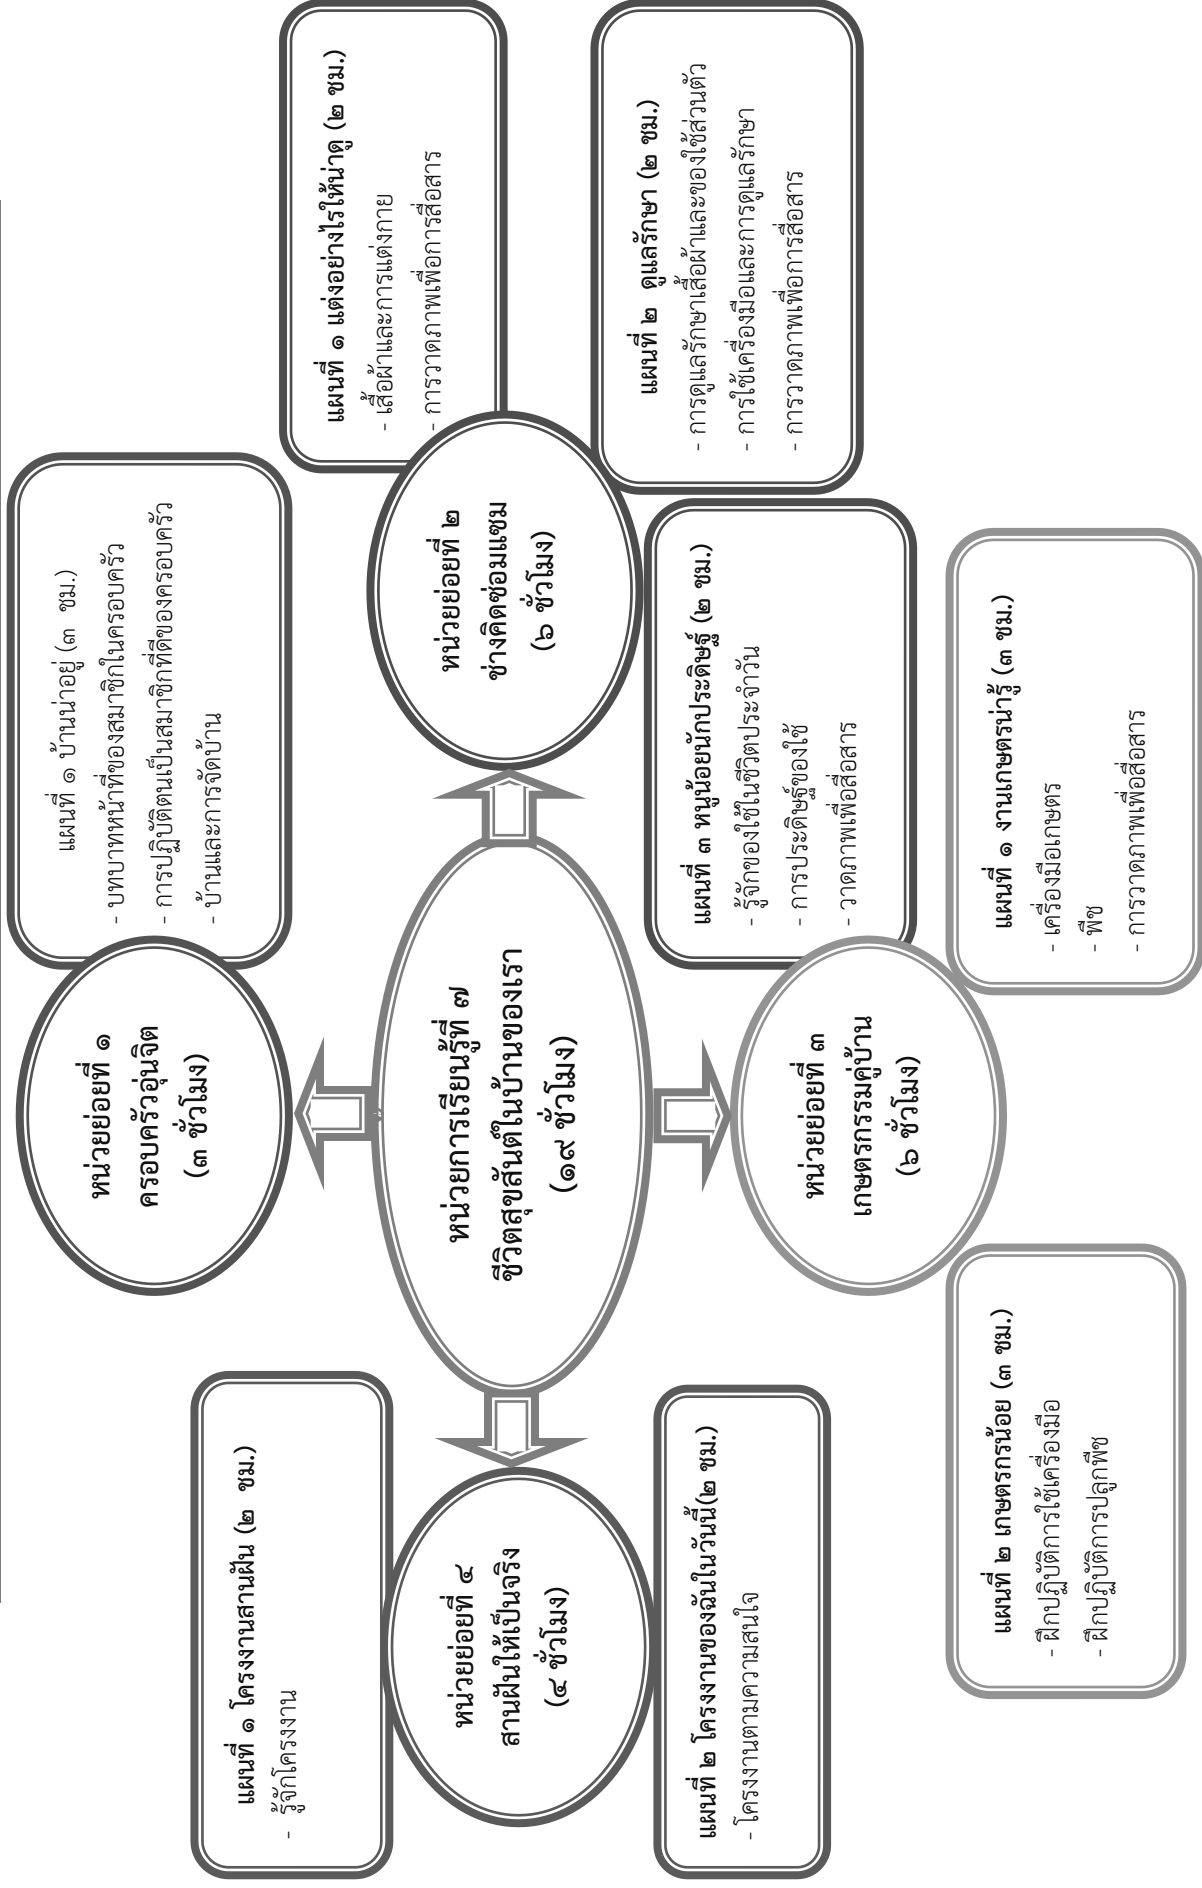 หน่วยการเรียนรู้ที่ ๗
ชีวิตสุขสันต์ในบ้านของเรา
(๑๙ ชั่วโมง)
หน่วยย่อยที่ ๑
ครอบครัวอุ่นจิต
(๓ ชั่วโมง)
แผนที่ ๑ บ้านน่าอยู่ (๓ ชม.)
- บทบาทหน้าที่ของสมาชิกในครอบครัว
- การปฏิบัติตนเป็นสมาชิกที่ดีของครอบครัว
- บ้านและการจัดบ้าน
หน่วยย่อยที่ ๒
ช่างคิดซ่อมแซม
(๖ ชั่วโมง)
แผนที่ ๑ แต่งอย่างไรให้น่าดู (๒ ชม.)
- เสื้อผ้าและการแต่งกาย
- การวาดภาพเพื่อการสื่อสาร
แผนที่ ๒ ดูแลรักษา (๒ ชม.)
- การดูแลรักษาเสื้อผ้าและของใช้ส่วนตัว
- การใช้เครื่องมือและการดูแลรักษา
- การวาดภาพเพื่อการสื่อสาร
แผนที่ ๓ หนูน้อยนักประดิษฐ์ (๒ ชม.)
- รู้จักของใช้ในชีวิตประจำวัน
- การประดิษฐ์ของใช้
- วาดภาพเพื่อสื่อสาร
หน่วยย่อยที่ ๓
เกษตรกรรมคู่บ้าน
(๖ ชั่วโมง)
แผนที่ ๑ งานเกษตรน่ารู้ (๓ ชม.)
- เครื่องมือเกษตร
- พืช
- การวาดภาพเพื่อสื่อสาร
แผนที่ ๒ เกษตรกรน้อย (๓ ชม.)
- ฝึกปฏิบัติการใช้เครื่องมือ
- ฝึกปฏิบัติการปลูกพืช
หน่วยย่อยที่ ๔
สานฝันให้เป็นจริง
(๔ ชั่วโมง)
แผนที่ ๑ โครงงานสานฝัน (๒ ชม.)
- รู้จักโครงงาน
แผนที่ ๒ โครงงานของฉันในวันนี้(๒ ชม.)
- โครงงานตามความสนใจ